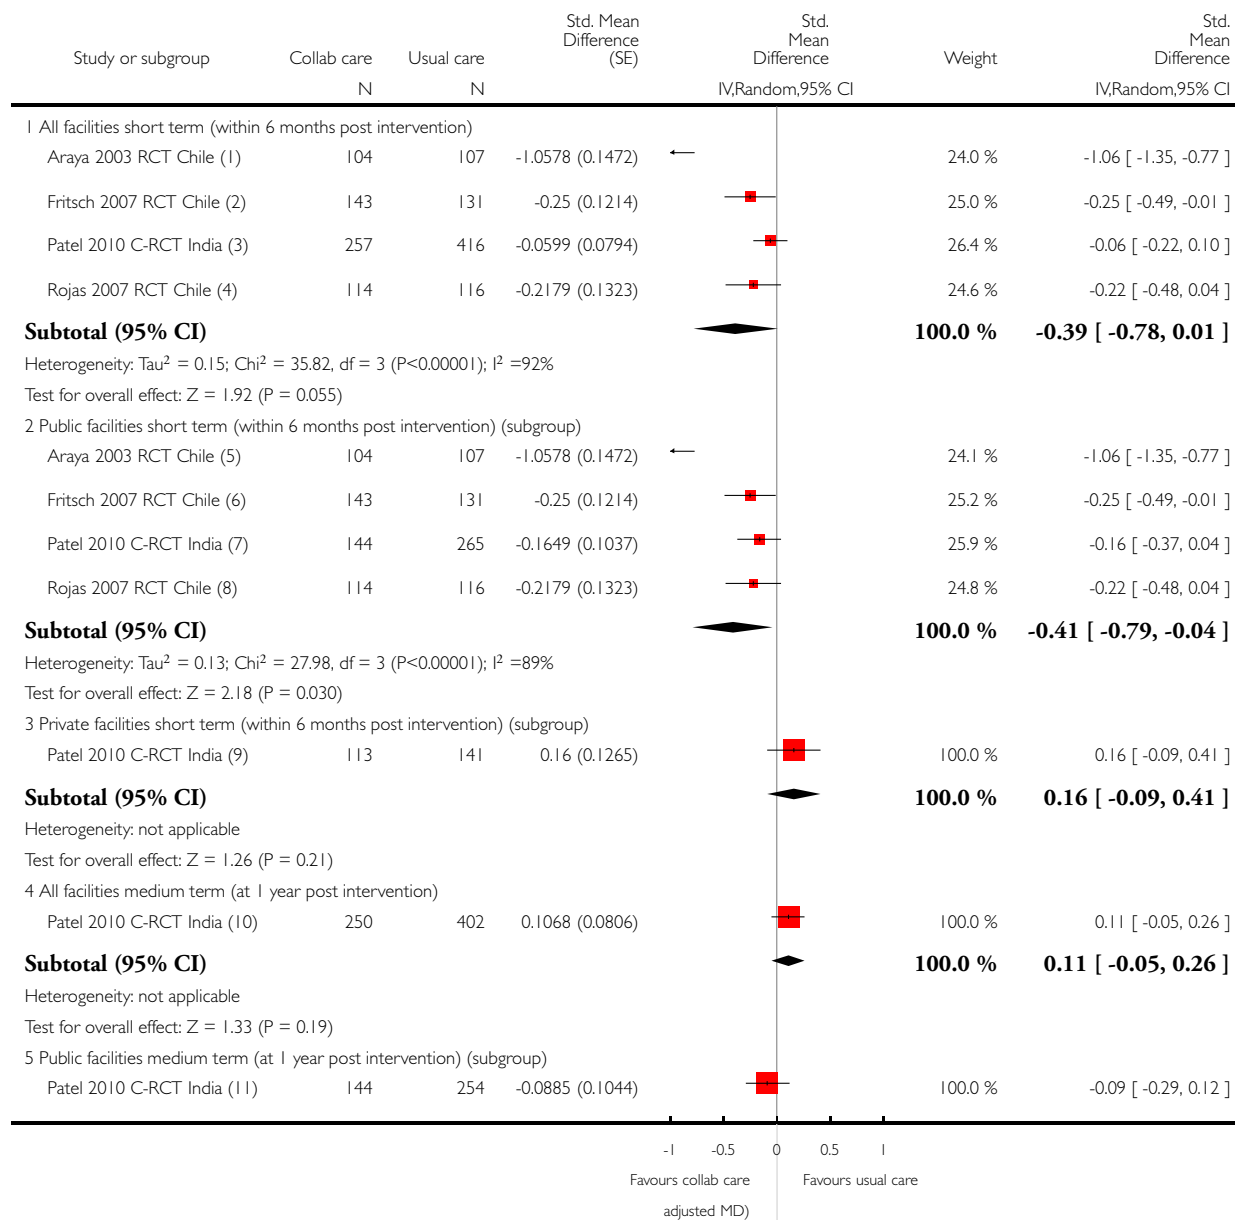 Study or subgroup Collab care Usual care Std. Mean Difference (SE) Std. Mean Difference Weight Std. Mean Difference
N N IV,Random,95% CI IV,Random,95% CI
1 All facilities short term (within 6 months post intervention)
Araya 2003 RCT Chile (1) 104 107 -1.0578 (0.1472) 24.0 % -1.06 [ -1.35, -0.77 ]
Fritsch 2007 RCT Chile (2) 143 131 -0.25 (0.1214) 25.0 % -0.25 [ -0.49, -0.01 ]
Patel 2010 C-RCT India (3) 257 416 -0.0599 (0.0794) 26.4 % -0.06 [ -0.22, 0.10 ]
Rojas 2007 RCT Chile (4) 114 116 -0.2179 (0.1323) 24.6 % -0.22 [ -0.48, 0.04 ]
Subtotal (95% CI) 100.0 % -0.39 [ -0.78, 0.01 ]
Heterogeneity: Tau² = 0.15; Chi² = 35.82, df = 3 (P<0.00001); I² =92%
Test for overall effect: Z = 1.92 (P = 0.055)
2 Public facilities short term (within 6 months post intervention) (subgroup)
Araya 2003 RCT Chile (5) 104 107 -1.0578 (0.1472) 24.1 % -1.06 [ -1.35, -0.77 ]
Fritsch 2007 RCT Chile (6) 143 131 -0.25 (0.1214) 25.2 % -0.25 [ -0.49, -0.01 ]
Patel 2010 C-RCT India (7) 144 265 -0.1649 (0.1037) 25.9 % -0.16 [ -0.37, 0.04 ]
Rojas 2007 RCT Chile (8) 114 116 -0.2179 (0.1323) 24.8 % -0.22 [ -0.48, 0.04 ]
Subtotal (95% CI) 100.0 % -0.41 [ -0.79, -0.04 ]
Heterogeneity: Tau² = 0.13; Chi² = 27.98, df = 3 (P<0.00001); I² =89%
Test for overall effect: Z = 2.18 (P = 0.030)
3 Private facilities short term (within 6 months post intervention) (subgroup)
Patel 2010 C-RCT India (9) 113 141 0.16 (0.1265) 100.0 % 0.16 [ -0.09, 0.41 ]
Subtotal (95% CI) 100.0 % 0.16 [ -0.09, 0.41 ]
Heterogeneity: not applicable
Test for overall effect: Z = 1.26 (P = 0.21)
4 All facilities medium term (at 1 year post intervention)
Patel 2010 C-RCT India (10) 250 402 0.1068 (0.0806) 100.0 % 0.11 [ -0.05, 0.26 ]
Subtotal (95% CI) 100.0 % 0.11 [ -0.05, 0.26 ]
Heterogeneity: not applicable
Test for overall effect: Z = 1.33 (P = 0.19)
5 Public facilities medium term (at 1 year post intervention) (subgroup)
Patel 2010 C-RCT India (11) 144 254 -0.0885 (0.1044) 100.0 % -0.09 [ -0.29, 0.12 ]
-1 -0.5 0 0.5 1
Favours collab care Favours usual care
adjusted MD)